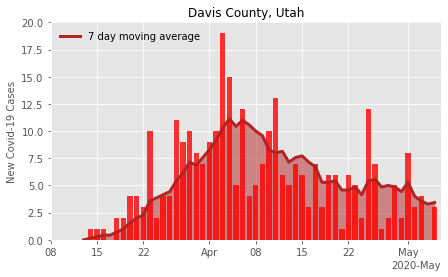 Davis County, Utah
7 day moving average
New Covid-19 Cases
20.0
17.5
15.0
12.5
10.0
7.5
5.0
2.5
0.0
08 15 22 Apr 08 15 22 May
2020-May